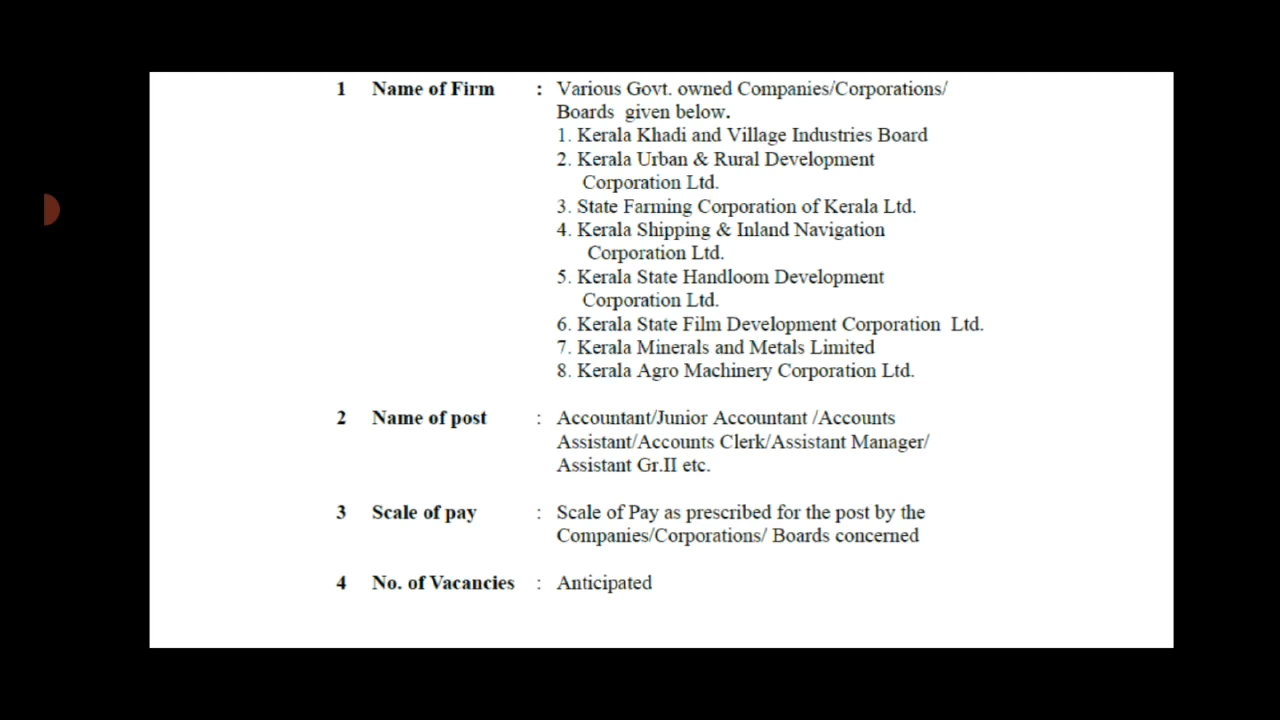 1 Name of Firm : Various Govt. owned Companies/Corporations/
Boards given below.
1. Kerala Khadi and Village Industries Board
2. Kerala Urban & Rural Development
Corporation Ltd.
3. State Farming Corporation of Kerala Ltd.
4. Kerala Shipping & Inland Navigation
Corporation Ltd.
5. Kerala State Handloom Development
Corporation Ltd.
6. Kerala State Film Development Corporation Ltd.
7. Kerala Minerals and Metals Limited
8. Kerala Agro Machinery Corporation Ltd.
2 Name of post : Accountant/Junior Accountant /Accounts
Assistant/Accounts Clerk/Assistant Manager/
Assistant Gr.II etc.
3 Scale of pay : Scale of Pay as prescribed for the post by the
Companies/Corporations/ Boards concerned
4 No. of Vacancies : Anticipated